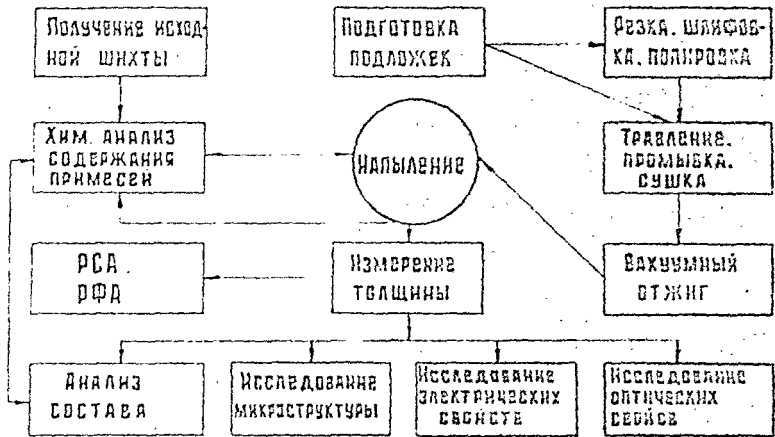 Получение исход-
ной шихты
Подготовка
подложек
Резка. шлифов-
ка. полировка
Хим. анализ
содержания
примесей
Напыление
Травление.
промывка.
сушка
РСА.
РФА
Измерение
толщины
Вакуумный
отжиг
Анализ
состава
Исследование
микроструктуры
Исследование
электрических
свойств
Исследование
оптических
свойсв